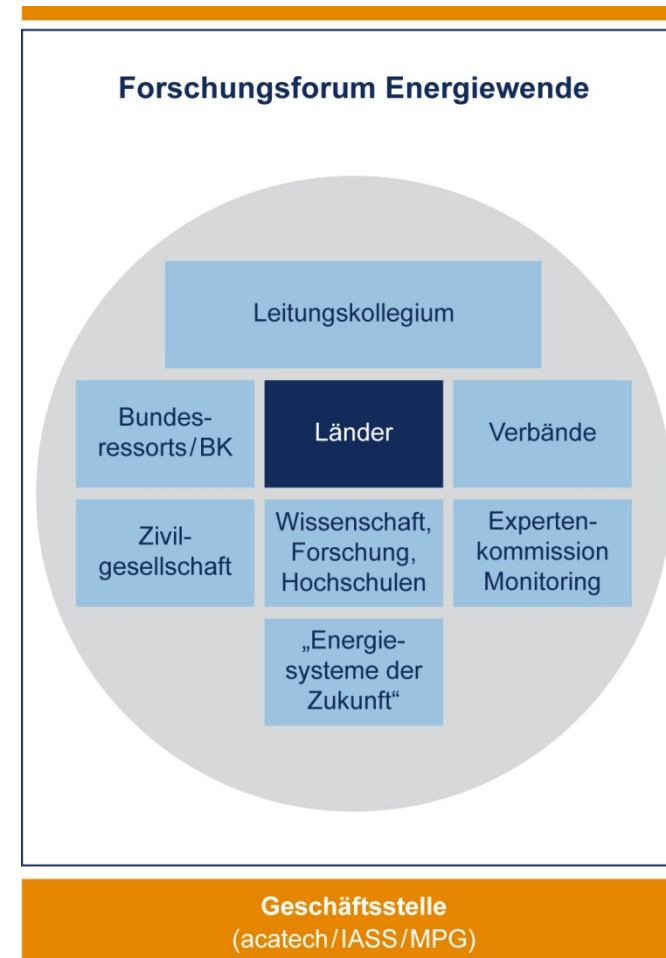 Forschungsforum Energiewende
Leitungskollegium
Bundes-
ressorts/BK
Länder
Verbände
Zivil-
gesellschaft
Wissenschaft,
Forschung,
Hochschulen
Experten-
kommission
Monitoring
„Energie-
systeme der
Zukunft“
Geschäftsstelle
(acatech/IASS/MPG)